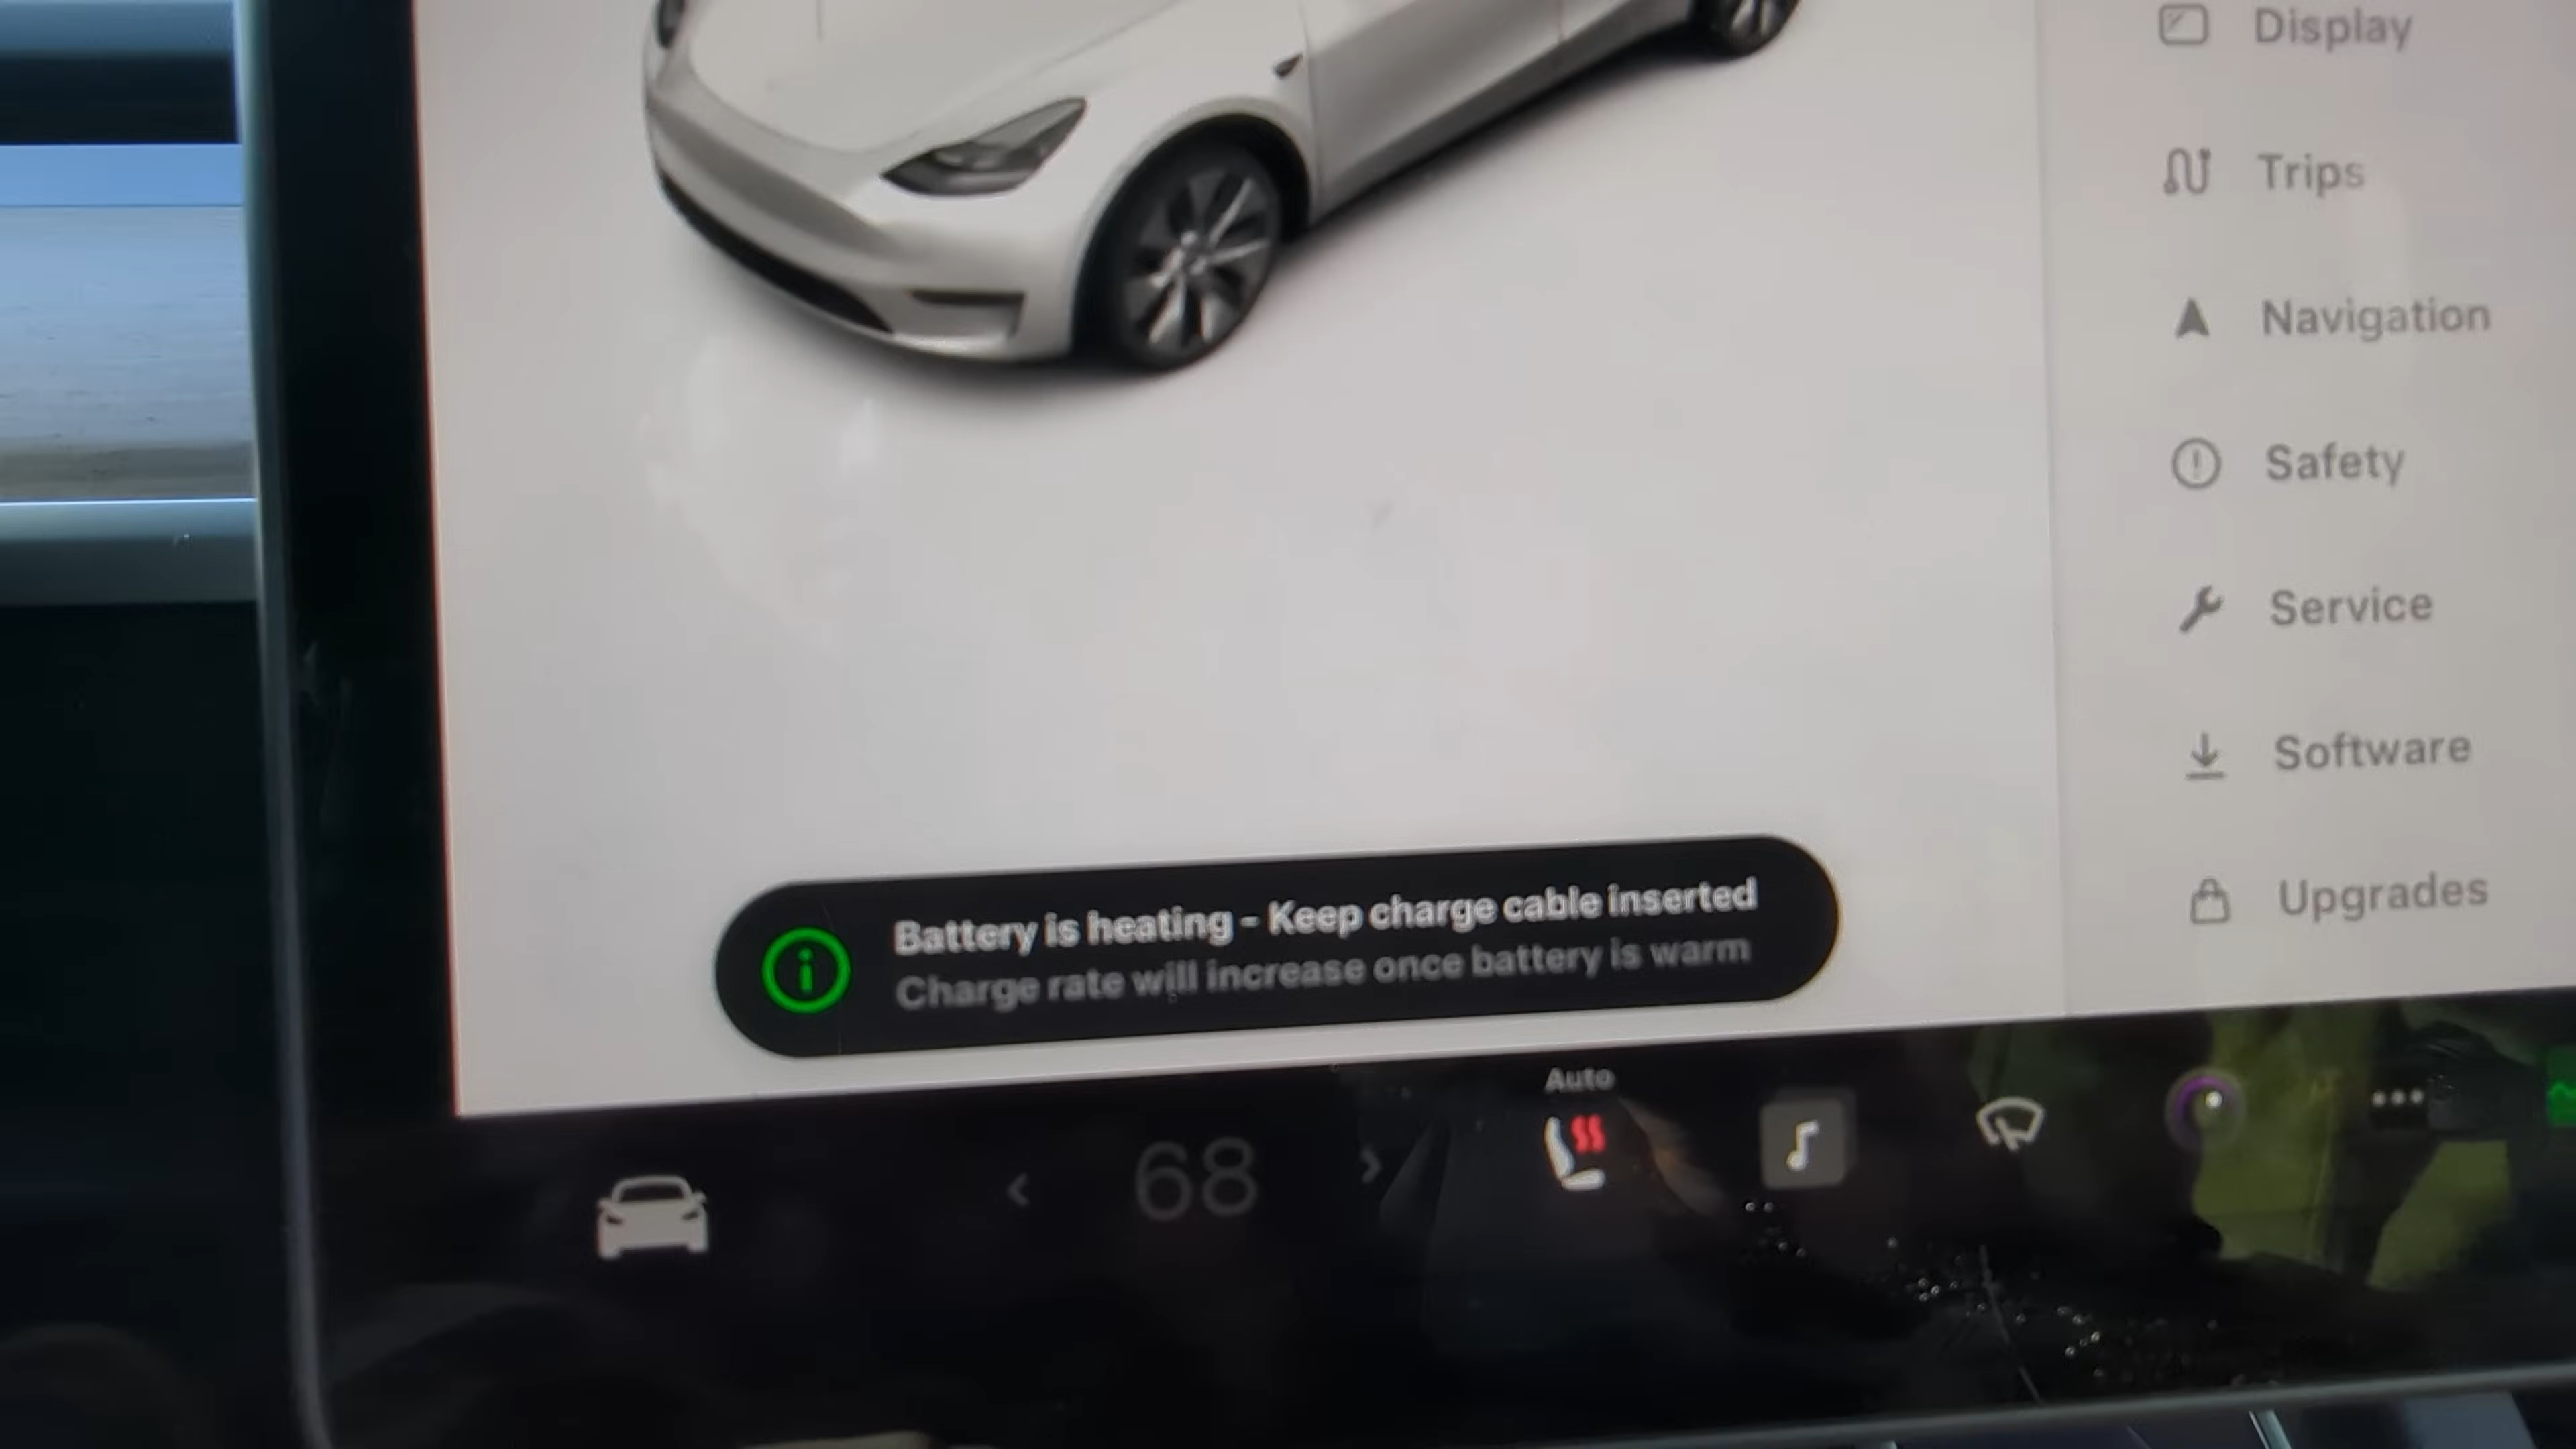 Display
Trips
Navigation
Safety
Service
Software
Upgrades
Battery is heating - Keep charge cable inserted
Charge rate will increase once battery is warm
Auto
68